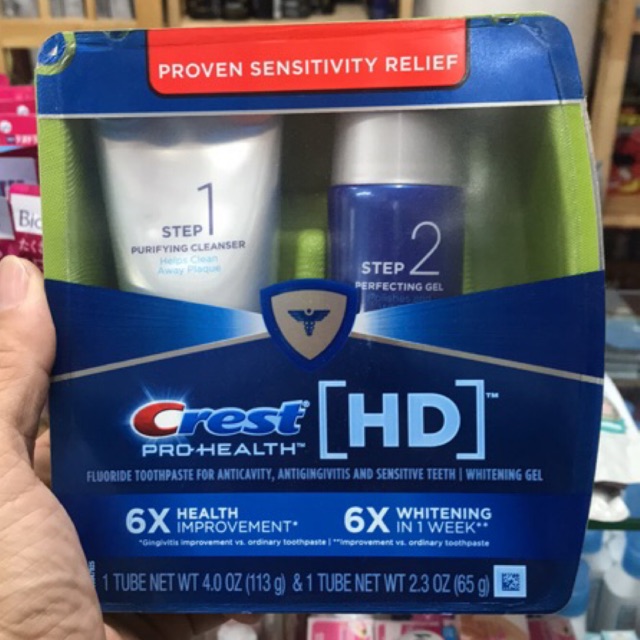 PROVEN SENSITIVITY RELIEF
STEP 1
PURIFYING CLEANSER
Helps Clean
Away Plaque
STEP 2
PERFECTING GEL
Crest [HD]™
PRO-HEALTH™
FLUORIDE TOOTHPASTE FOR ANTICAVITY, ANTIGINGIVITIS AND SENSITIVE TEETH | WHITENING GEL
6X HEALTH IMPROVEMENT*
6X WHITENING IN 1 WEEK**
*Gingivitis improvement vs. ordinary toothpaste | **Improvement vs. ordinary toothpaste
1 TUBE NET WT 4.0 OZ (113 g) & 1 TUBE NET WT 2.3 OZ (65 g)